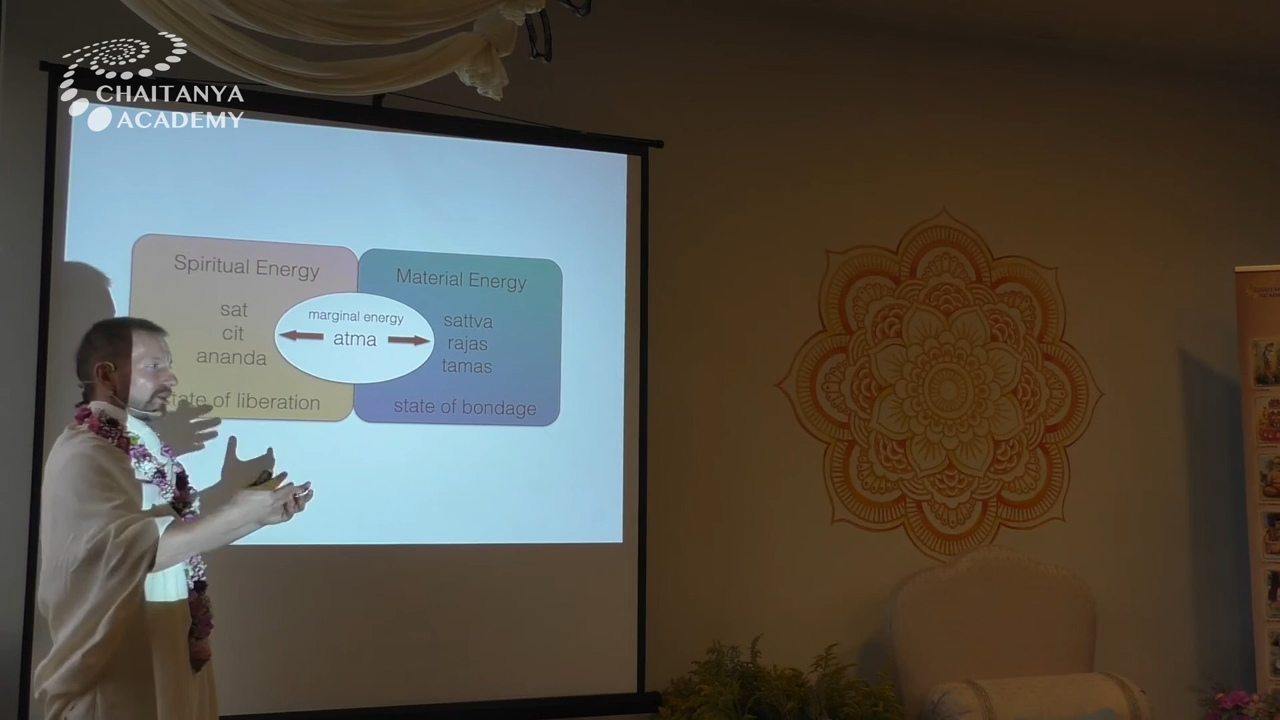 CHAITANYA
ACADEMY
Spiritual Energy
sat
cit
ananda
state of liberation
marginal energy
atma
Material Energy
sattva
rajas
tamas
state of bondage